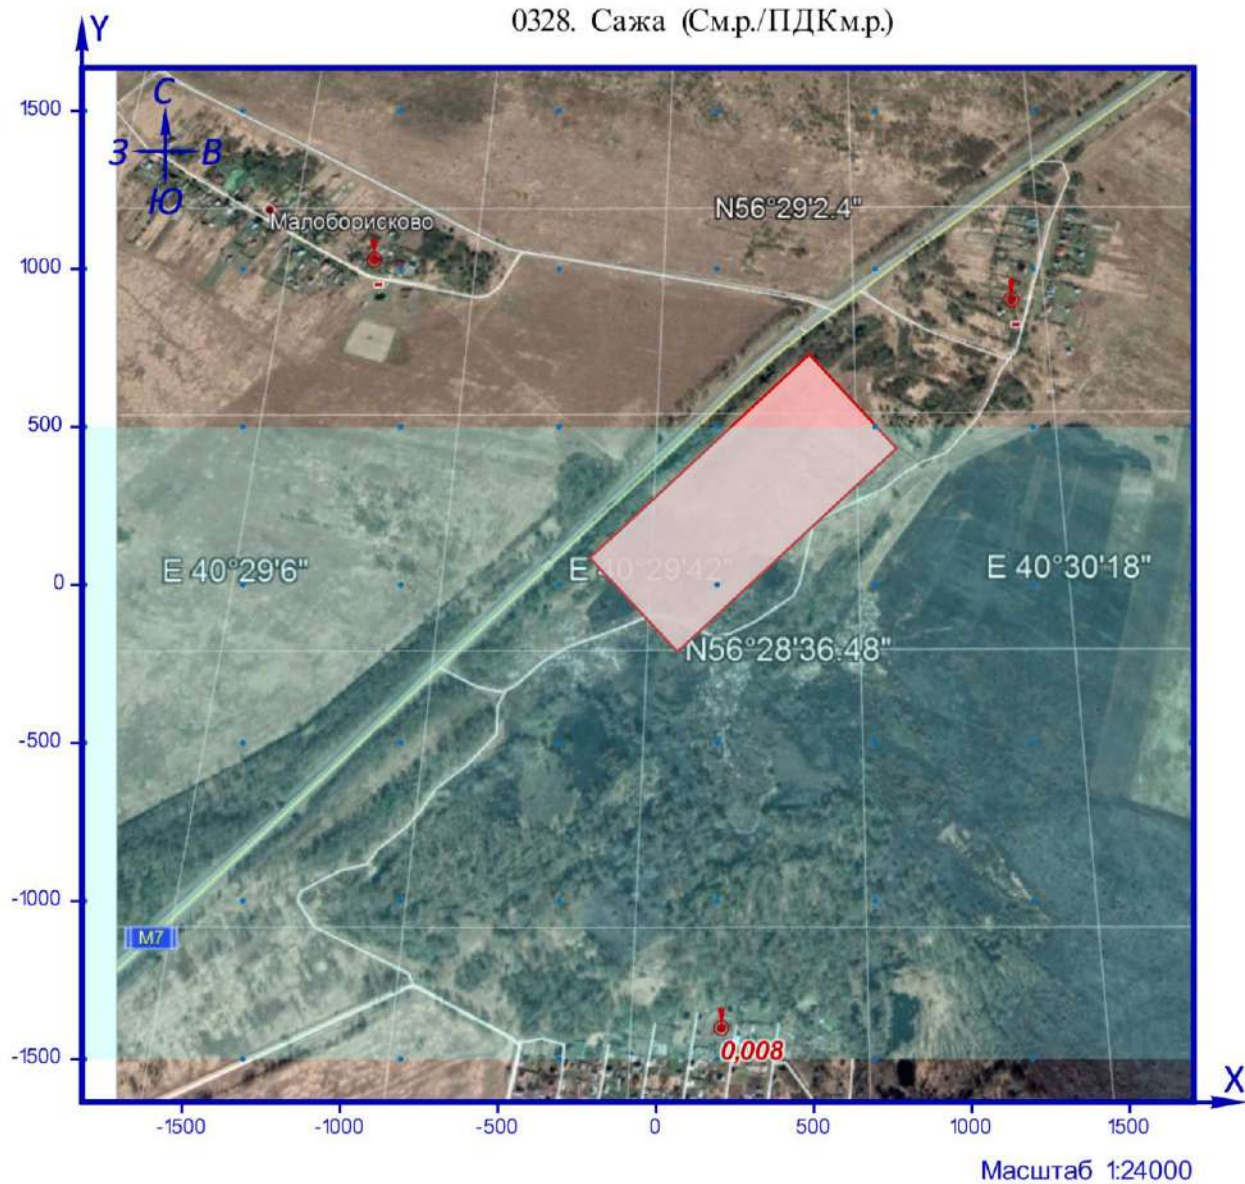 0328. Сажа (См.р./ПДКм.р.)
Y
1500
С
З В
Ю
Малоборисково
N56°29'2.4"
1000
500
E 40°29'6"
E 40°29'42"
E 40°30'18"
0
N56°28'36.48"
-500
-1000
M7
0,008
-1500
X
-1500 -1000 -500 0 500 1000 1500
Масштаб 1:24000